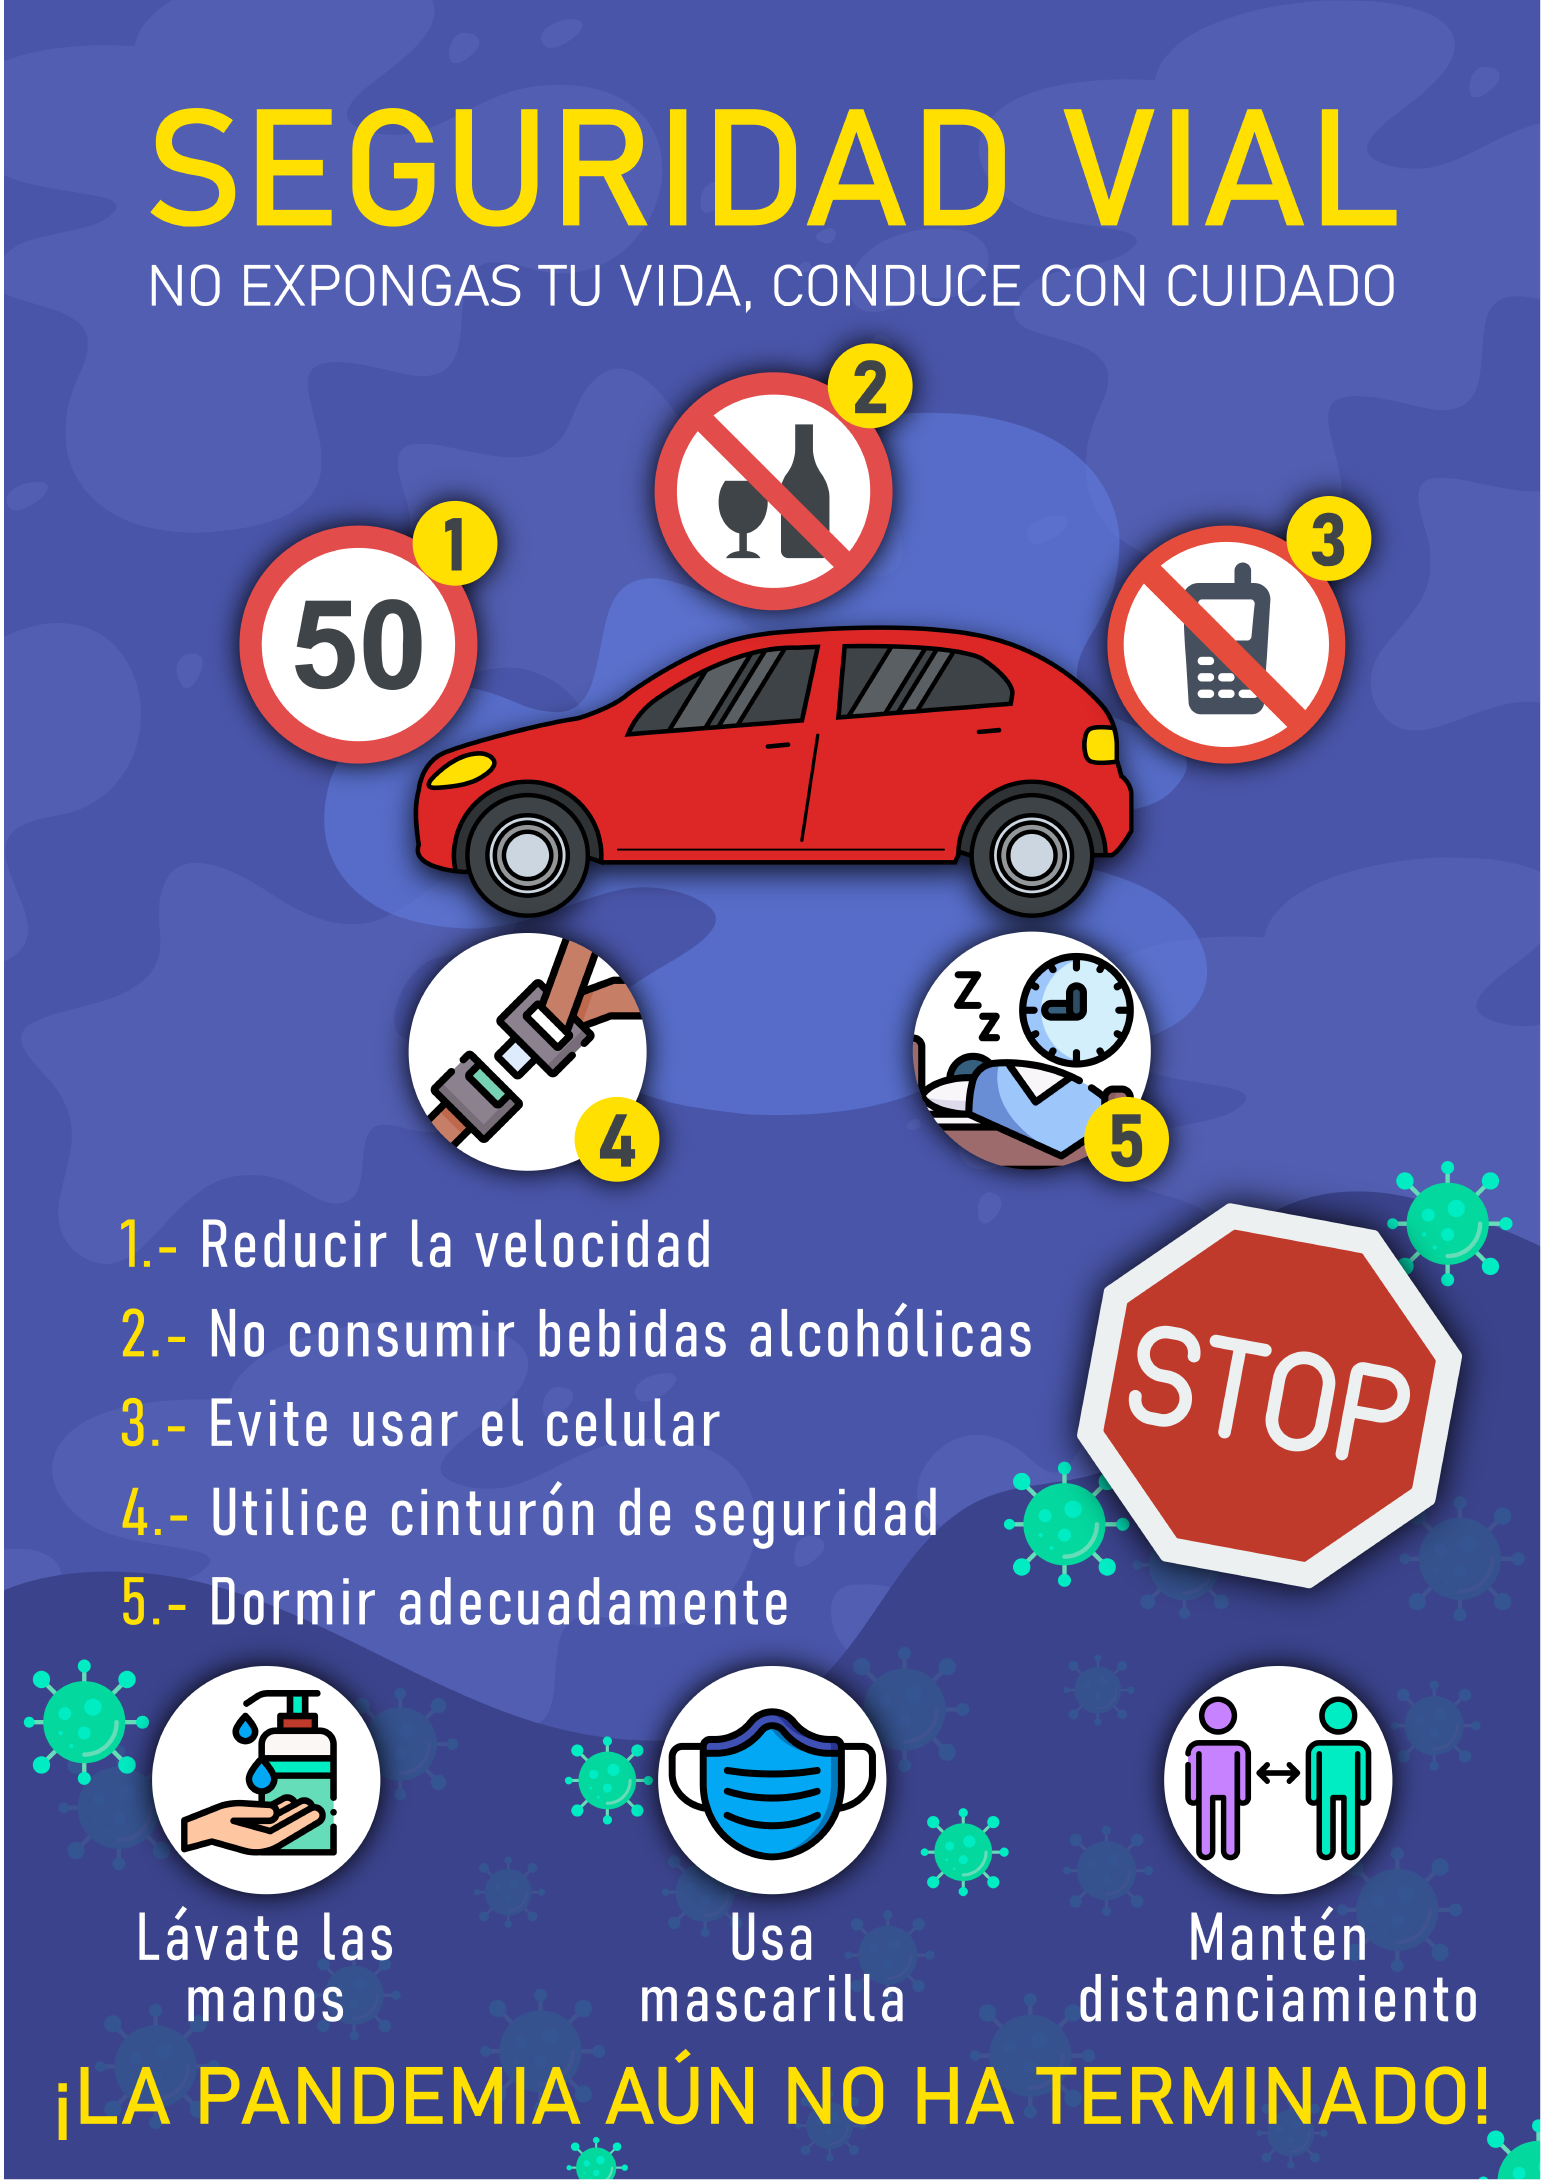 SEGURIDAD VIAL
NO EXPONGAS TU VIDA, CONDUCE CON CUIDADO
2
1
3
50
Z
z
4
5
1.- Reducir la velocidad
2.- No consumir bebidas alcohólicas
3.- Evite usar el celular
4.- Utilice cinturón de seguridad
5.- Dormir adecuadamente
STOP
Lávate las
manos
Usa
mascarilla
Mantén
distanciamiento
¡LA PANDEMIA AÚN NO HA TERMINADO!